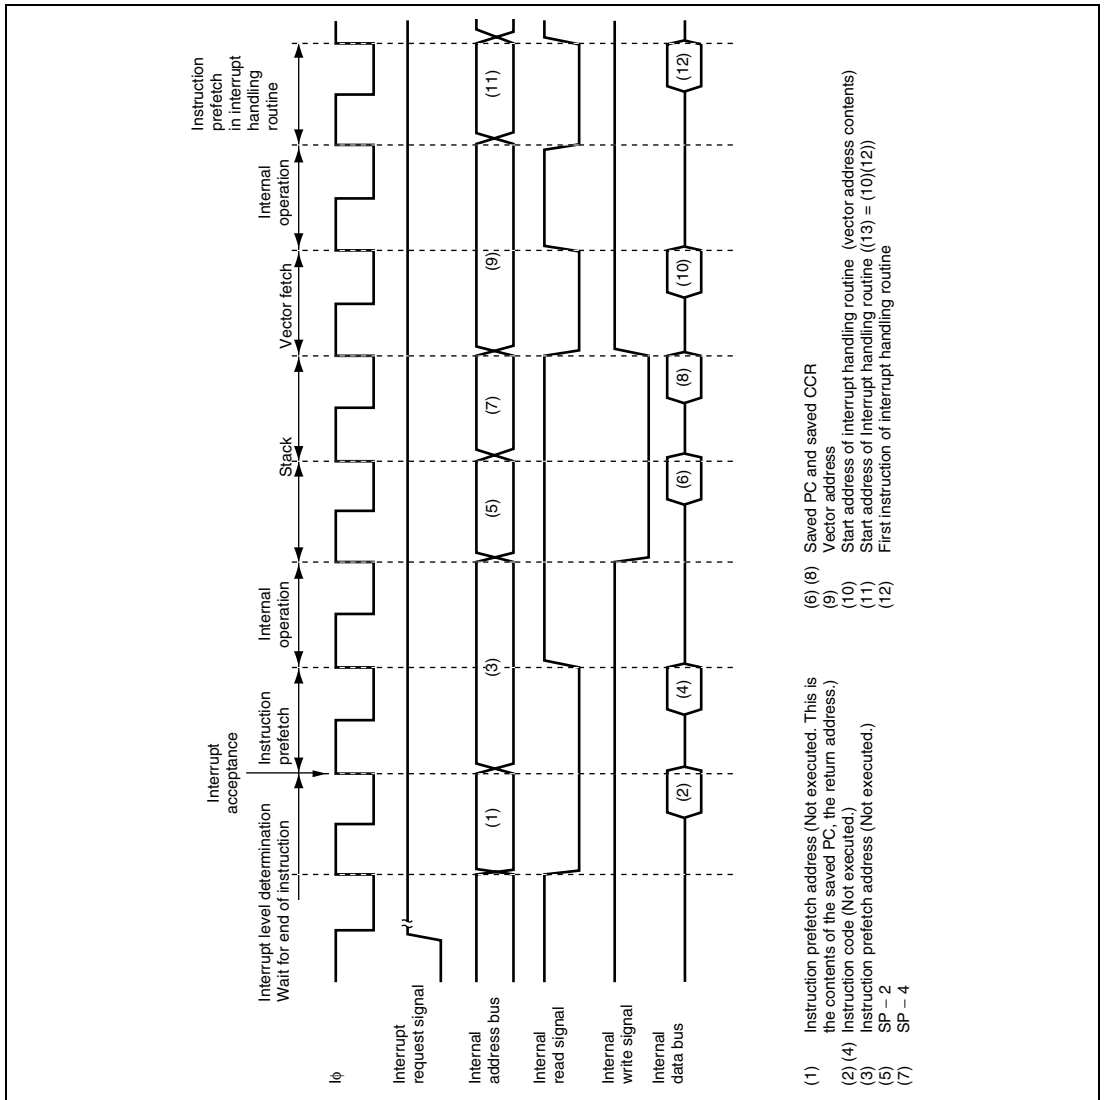 Interrupt level determination
Wait for end of instruction
Interrupt
acceptance
Instruction
prefetch
Internal
operation
Stack
Vector fetch
Internal
operation
Instruction
prefetch
in interrupt
handling
routine
Iφ
Interrupt
request signal
Internal
address bus
(1)
(3)
(5)
(7)
(9)
(11)
Internal
read signal
Internal
write signal
Internal
data bus
(2)
(4)
(6)
(8)
(10)
(12)
(1) Instruction prefetch address (Not executed. This is
the contents of the saved PC, the return address.)
(2) (4) Instruction code (Not executed.)
(3) Instruction prefetch address (Not executed.)
(5) SP – 2
(7) SP – 4
(6) (8) Saved PC and saved CCR
(9) Vector address
(10) Start address of interrupt handling routine (vector address contents)
(11) Start address of Interrupt handling routine ((13) = (10)(12))
(12) First instruction of interrupt handling routine